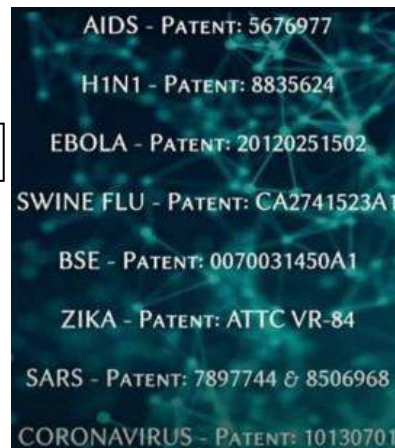 AIDS - PATENT: 5676977
H1N1 - PATENT: 8835624
EBOLA - PATENT: 20120251502
SWINE FLU - PATENT: CA2741523A1
BSE - PATENT: 0070031450A1
ZIKA - PATENT: ATTC VR-84
SARS - PATENT: 7897744 & 8506968
CORONAVIRUS - PATENT: 10130701